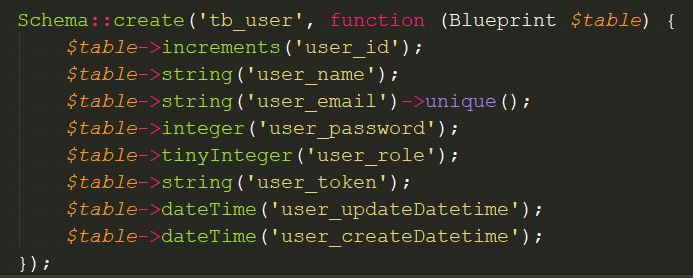 Schema::create('tb_user', function (Blueprint $table) {
    $table->increments('user_id');
    $table->string('user_name');
    $table->string('user_email')->unique();
    $table->integer('user_password');
    $table->tinyInteger('user_role');
    $table->string('user_token');
    $table->dateTime('user_updateDatetime');
    $table->dateTime('user_createDatetime');
});